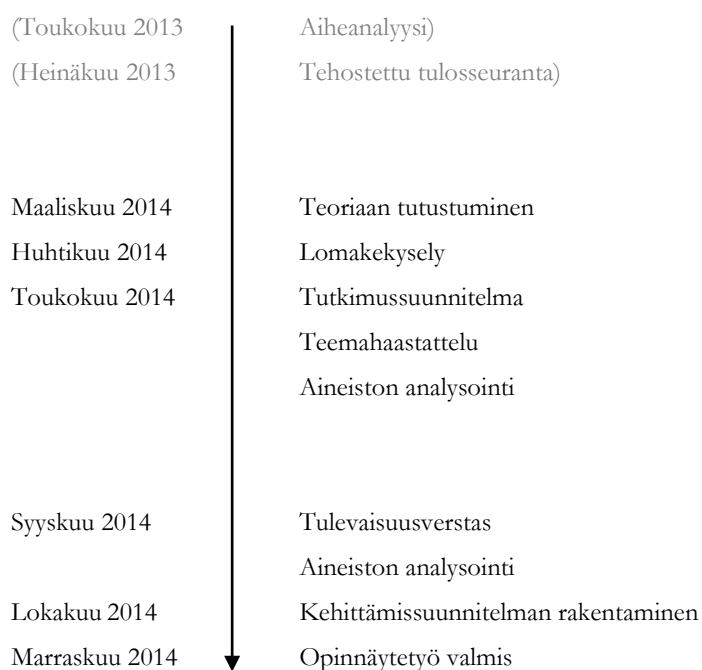 (Toukokuu 2013 Aiheanalyysi)
(Heinäkuu 2013 Tehostettu tulosseuranta)
Maaliskuu 2014 Teoriaan tutustuminen
Huhtikuu 2014 Lomakekysely
Toukokuu 2014 Tutkimussuunnitelma
Teemahaastattelu
Aineiston analysointi
Syyskuu 2014 Tulevaisuusverstas
Aineiston analysointi
Lokakuu 2014 Kehittämissuunnitelman rakentaminen
Marraskuu 2014 Opinnäytetyö valmis